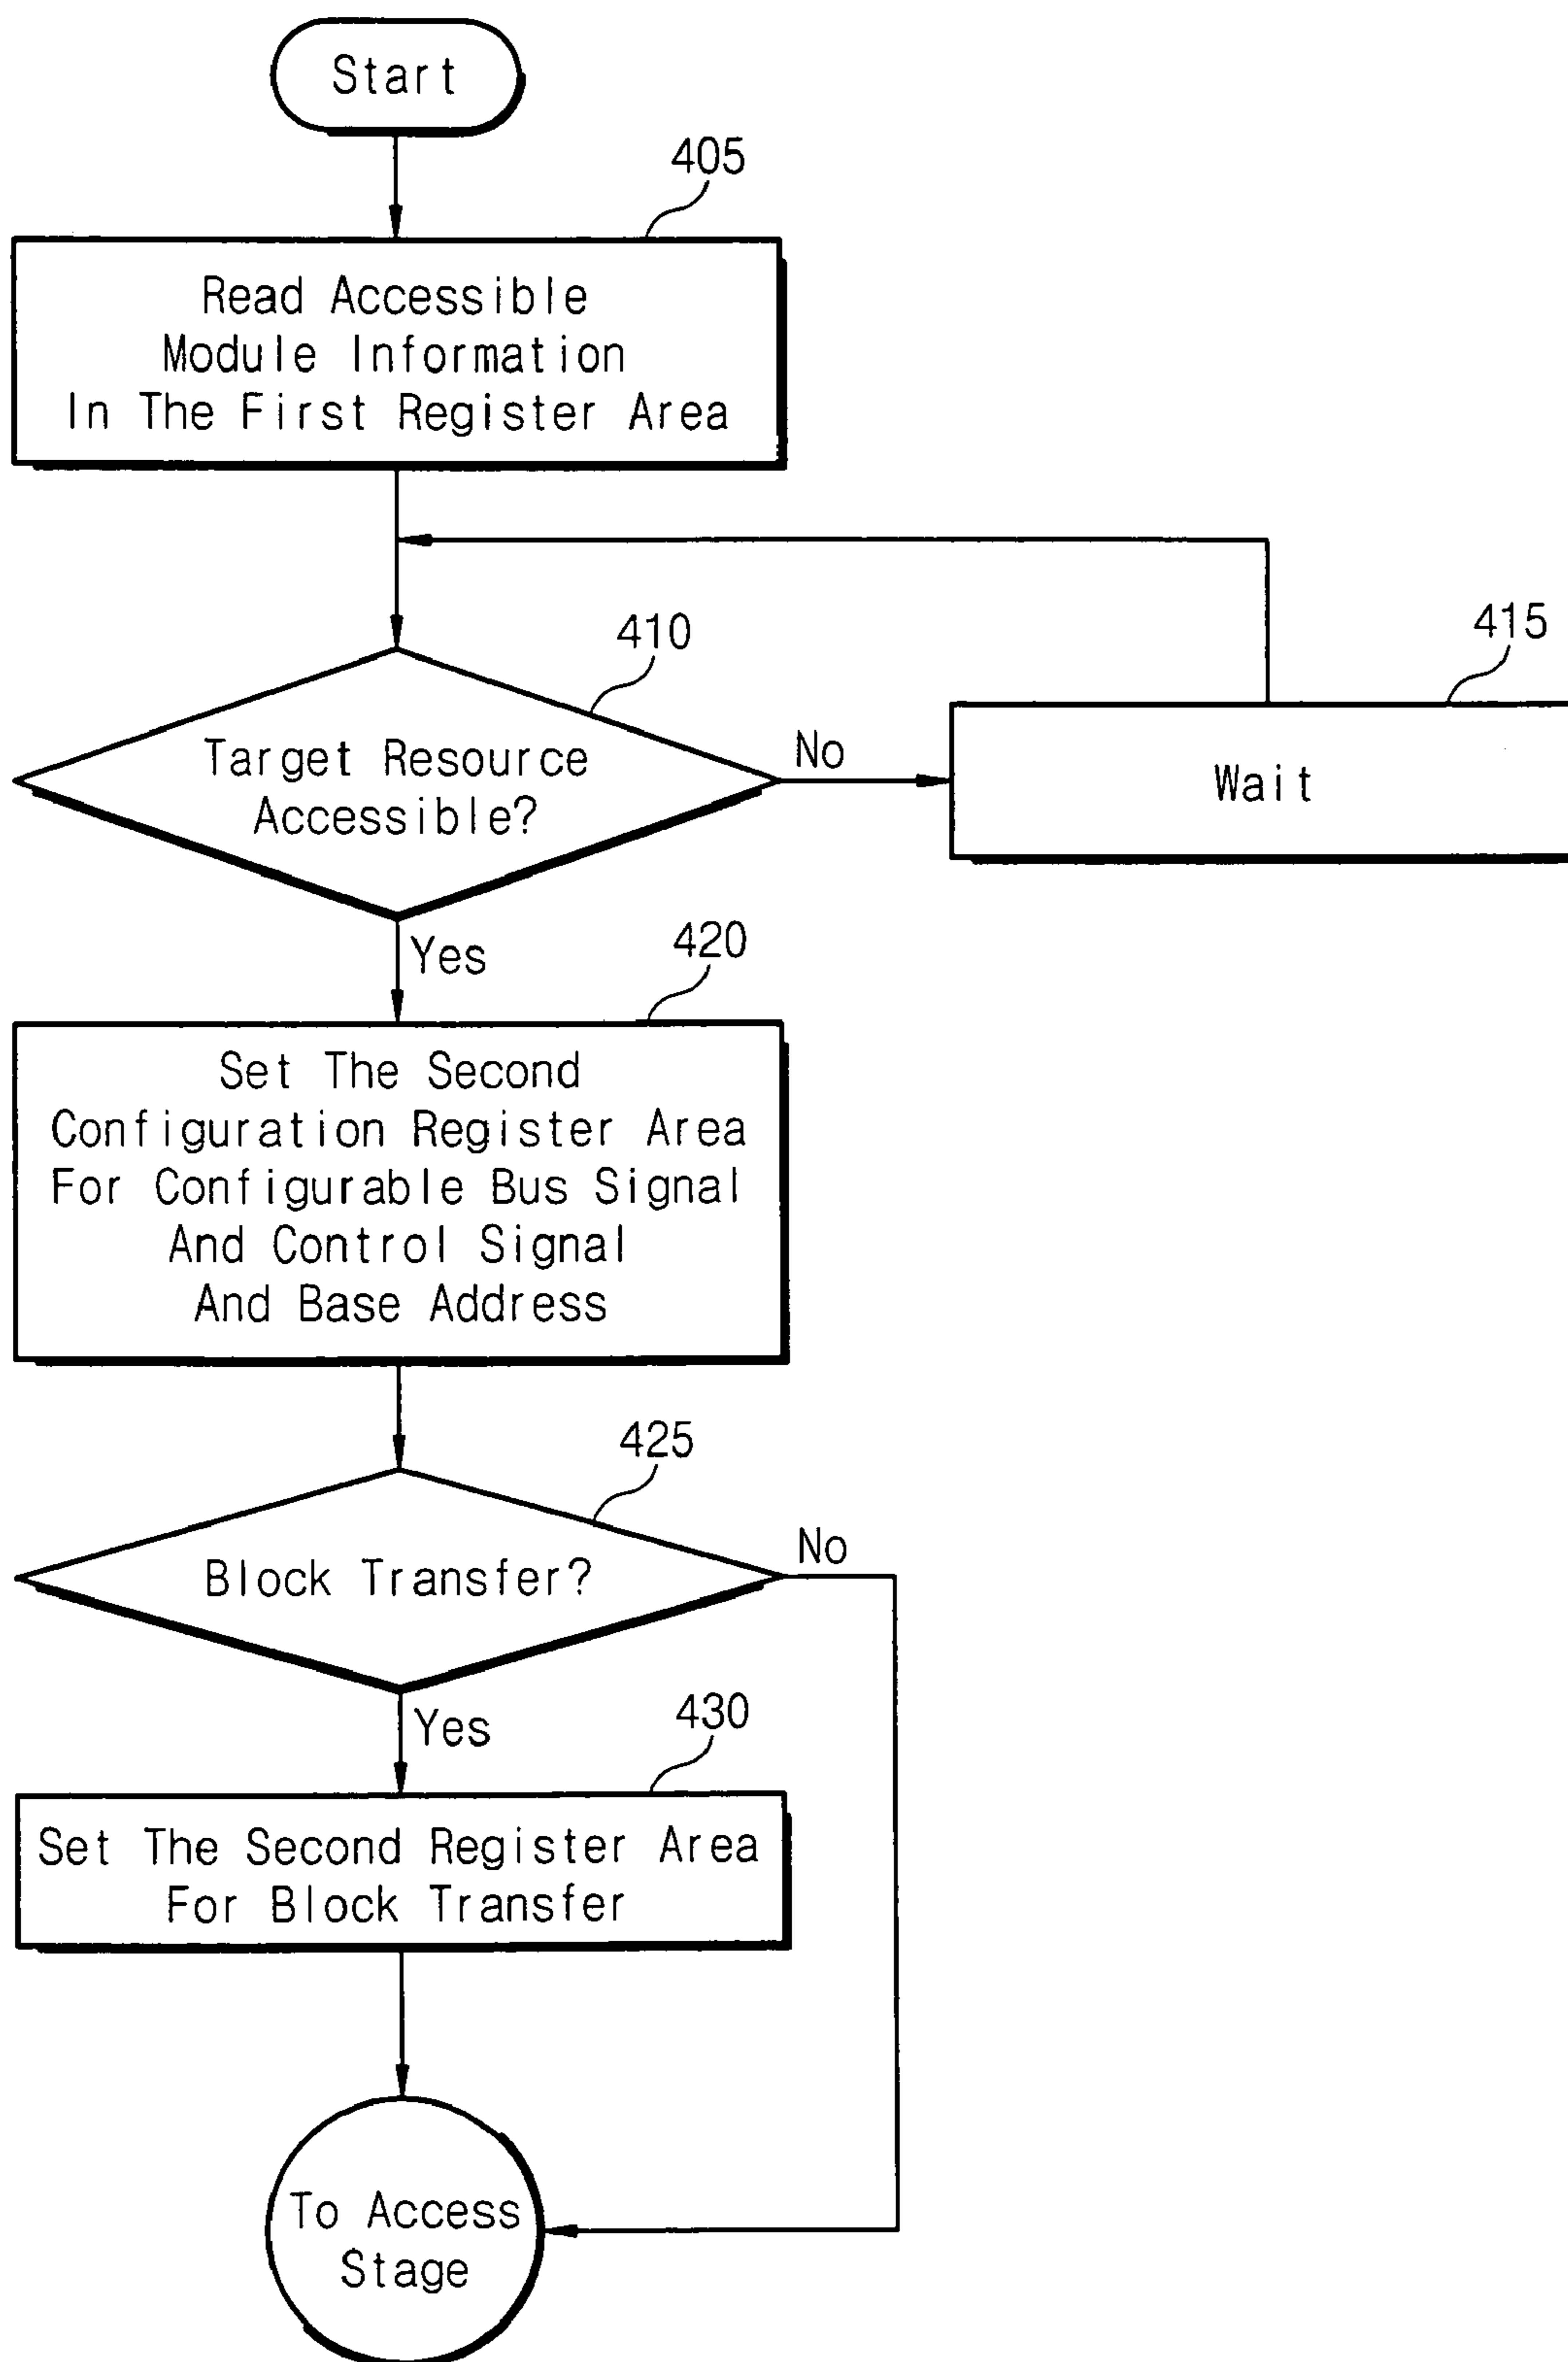 Start
405
Read Accessible
Module Information
In The First Register Area
410
415
Target Resource
Accessible?
No
Wait
Yes
420
Set The Second
Configuration Register Area
For Configurable Bus Signal
And Control Signal
And Base Address
425
Block Transfer?
No
Yes
430
Set The Second Register Area
For Block Transfer
To Access
Stage